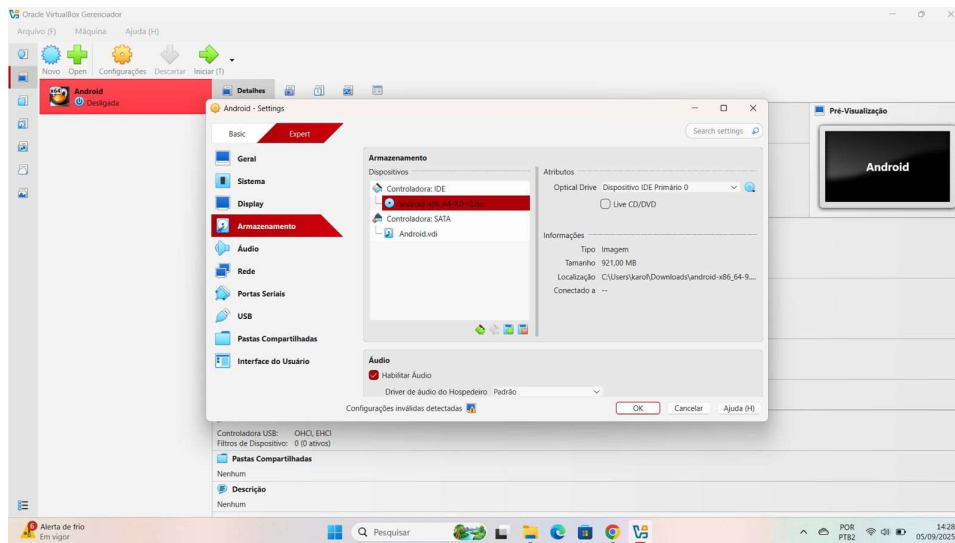 Oracle VirtualBox Gerenciador
Arquivo (F) Máquina Ajuda (H)
Novo Open Configurações Descartar Iniciar (T)
x64
Android
Desligada
Detalhes
Android - Settings
Basic Expert
Search settings
Geral
Sistema
Display
Armazenamento
Áudio
Rede
Portas Seriais
USB
Pastas Compartilhadas
Interface do Usuário
Armazenamento
Dispositivos
Controladora: IDE
Controladora: SATA
Android.vdi
Atributos
Optical Drive Dispositivo IDE Primário 0
Live CD/DVD
Informações
Tipo Imagem
Tamanho 921,00 MB
Localização C:\Users\karol\Downloads\android-x86_64-9....
Conectado a --
Áudio
Habilitar Áudio
Driver de áudio do Hospedeiro Padrão
Configurações inválidas detectadas
OK Cancelar Ajuda (H)
Pré-Visualização
Android
Controladora USB: OHCI, EHCI
Filtros de Dispositivo: 0 (0 ativos)
Pastas Compartilhadas
Nenhum
Descrição
Nenhum
6
Alerta de frio
Em vigor
Pesquisar
POR
PTB2
14:28
05/09/2025